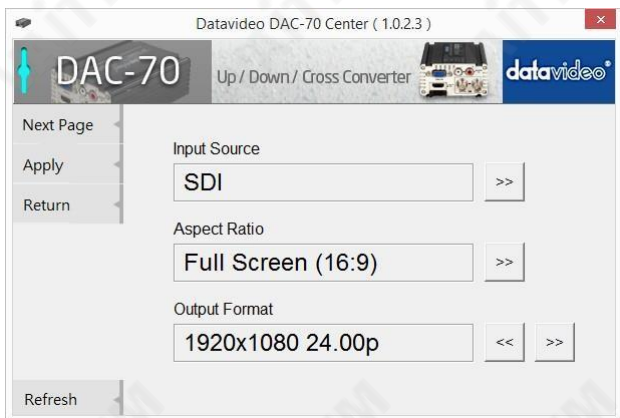 Datavideo DAC-70 Center ( 1.0.2.3 )
×
DAC-70
Up / Down / Cross Converter
datavideo®
Next Page
Apply
Return
Input Source
SDI
>>
Aspect Ratio
Full Screen (16:9)
>>
Output Format
1920x1080 24.00p
<<
>>
Refresh